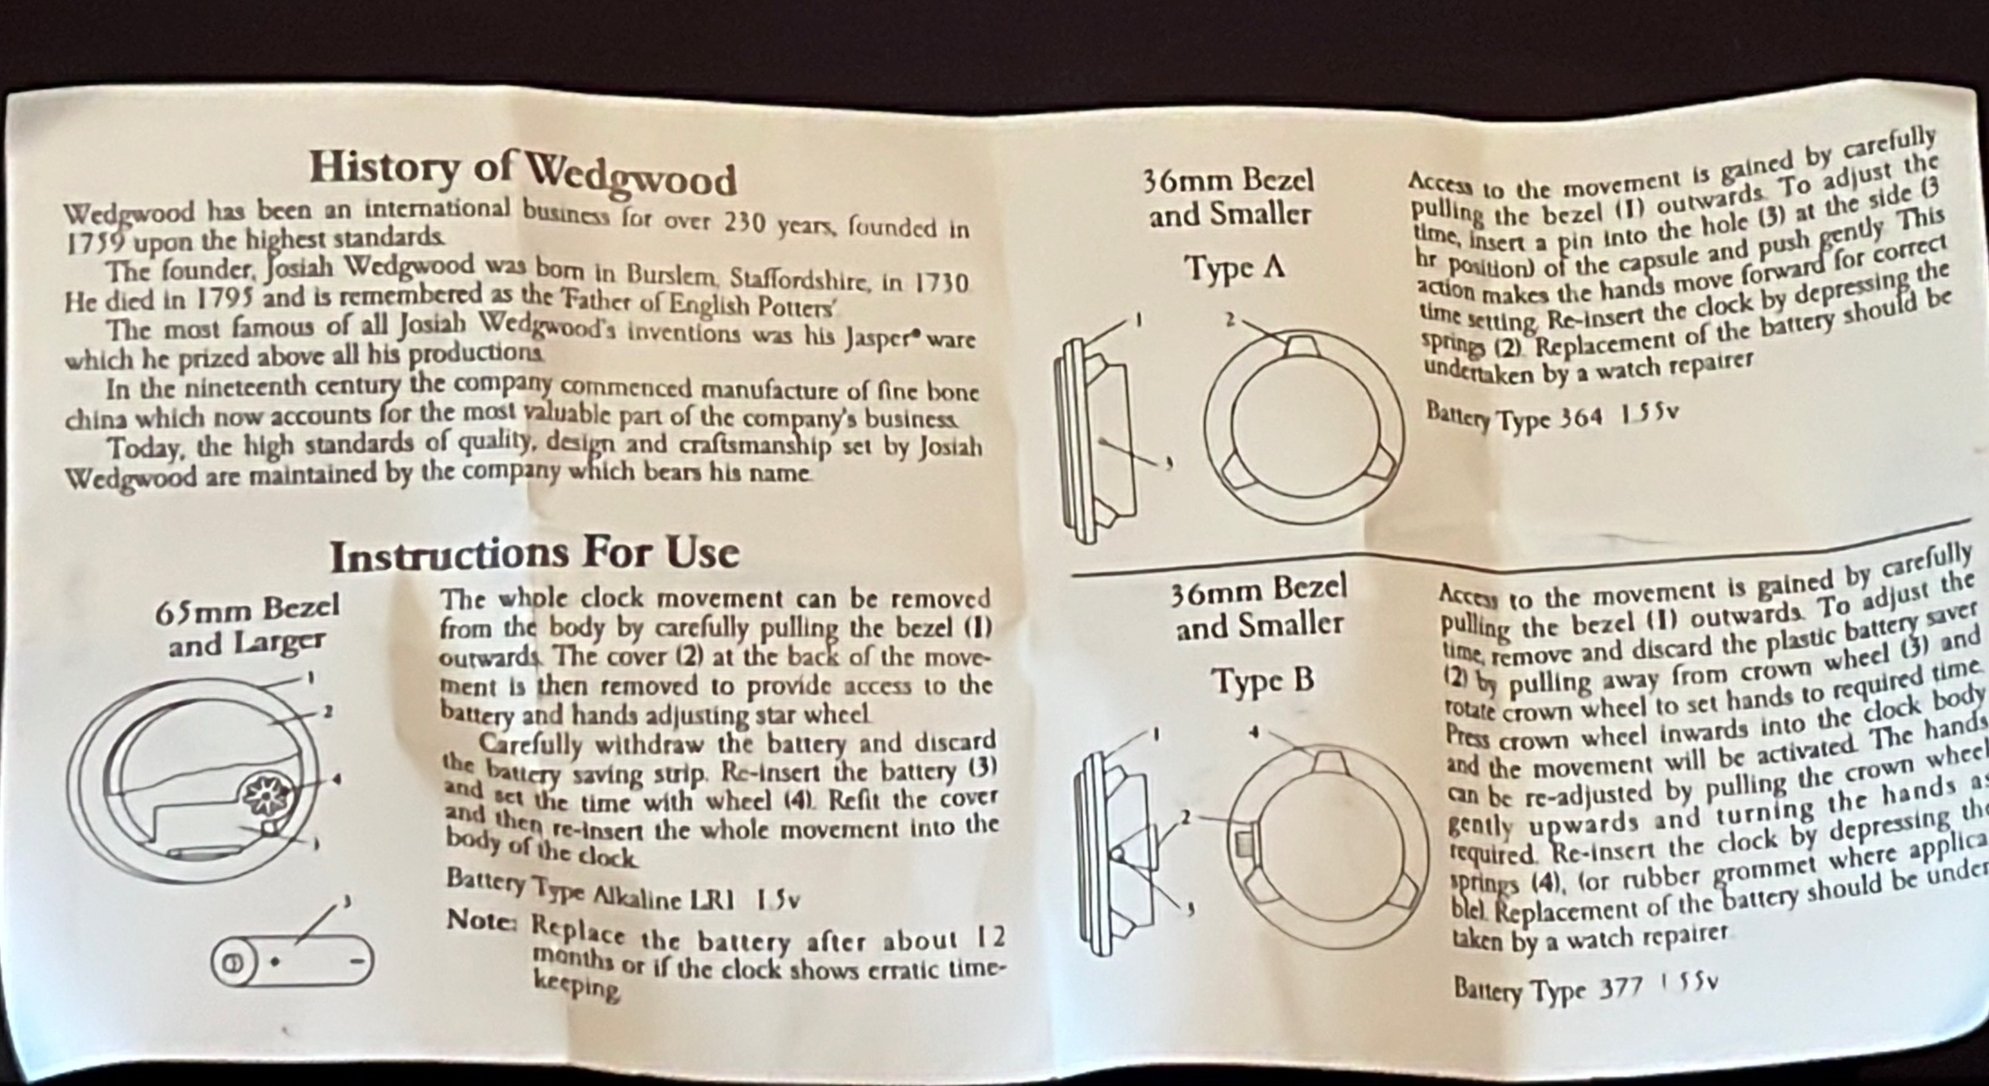 History of Wedgwood
Wedgwood has been an international business for over 230 years, founded in
1759 upon the highest standards.
The founder, Josiah Wedgwood was born in Burslem, Staffordshire, in 1730
He died in 1795 and is remembered as the 'Father of English Potters'
The most famous of all Josiah Wedgwood's inventions was his Jasper® ware
which he prized above all his productions.
In the nineteenth century the company commenced manufacture of fine bone
china which now accounts for the most valuable part of the company's business.
Today, the high standards of quality, design and craftsmanship set by Josiah
Wedgwood are maintained by the company which bears his name.
Instructions For Use
65mm Bezel
and Larger
1
2
4
3
3
The whole clock movement can be removed
from the body by carefully pulling the bezel (1)
outwards. The cover (2) at the back of the move-
ment is then removed to provide access to the
battery and hands adjusting star wheel.
Carefully withdraw the battery and discard
the battery saving strip. Re-insert the battery (3)
and set the time with wheel (4). Refit the cover
and then re-insert the whole movement into the
body of the clock.
Battery Type Alkaline LR1 1.5v
Note: Replace the battery after about 12
months or if the clock shows erratic time-
keeping.
36mm Bezel
and Smaller
Type A
1
2
3
Access to the movement is gained by carefully
pulling the bezel (1) outwards. To adjust the
time, insert a pin into the hole (3) at the side (3
hr position) of the capsule and push gently. This
action makes the hands move forward for correct
time setting. Re-insert the clock by depressing the
springs (2). Replacement of the battery should be
undertaken by a watch repairer
Battery Type 364 1.55v
36mm Bezel
and Smaller
Type B
1
4
2
3
Access to the movement is gained by carefully
pulling the bezel (1) outwards. To adjust the
time, remove and discard the plastic battery saver
(2) by pulling away from crown wheel (3) and
rotate crown wheel to set hands to required time.
Press crown wheel inwards into the clock body
and the movement will be activated. The hands
can be re-adjusted by pulling the crown wheel
gently upwards and turning the hands as
required. Re-insert the clock by depressing the
springs (4), (or rubber grommet where applica
ble). Replacement of the battery should be under
taken by a watch repairer
Battery Type 377 1.55v